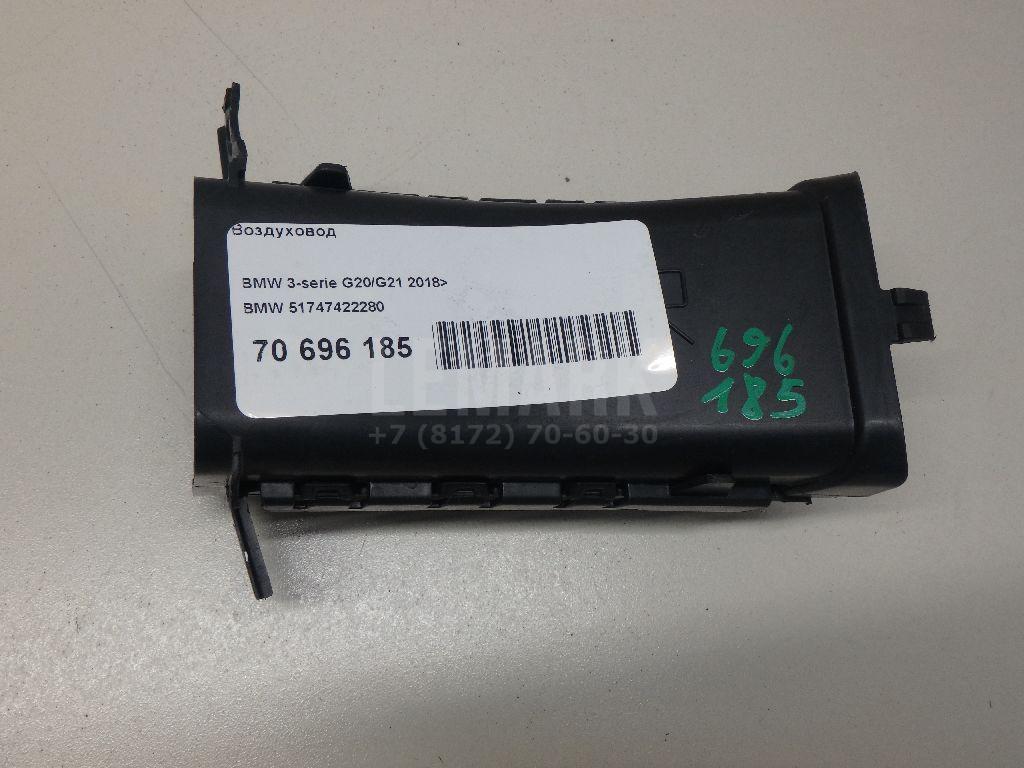 Воздуховод
BMW 3-serie G20/G21 2018>
BMW 51747422280
70 696 185
696
185
LEMARK
+7 (8172) 70-60-30